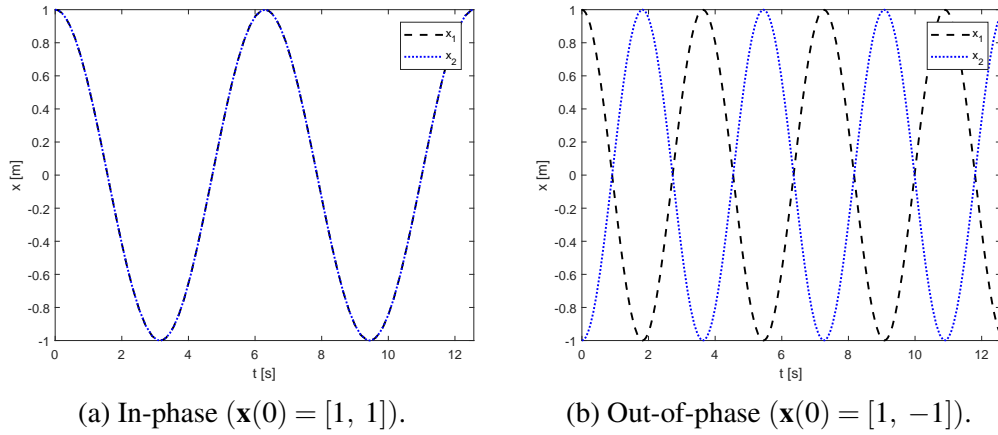 1
0.8
0.6
0.4
0.2
0
-0.2
-0.4
-0.6
-0.8
-1
x [m]
0 2 4 6 8 10 12
t [s]
x1
x2
(a) In-phase (x(0) = [1, 1]).
1
0.8
0.6
0.4
0.2
0
-0.2
-0.4
-0.6
-0.8
-1
x [m]
0 2 4 6 8 10 12
t [s]
x1
x2
(b) Out-of-phase (x(0) = [1, −1]).